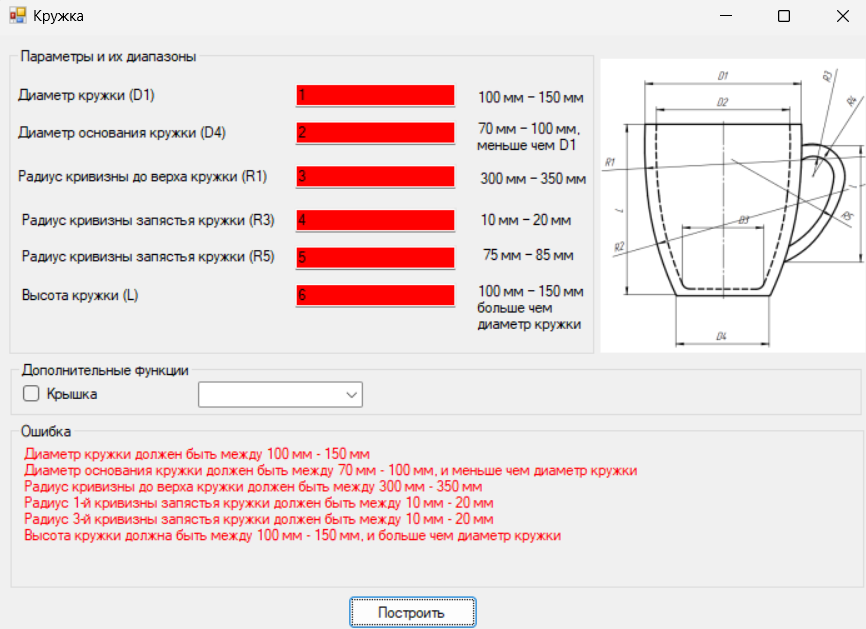 Кружка
Параметры и их диапазоны
Диаметр кружки (D1)
1
100 мм – 150 мм
Диаметр основания кружки (D4)
2
70 мм – 100 мм,
меньше чем D1
Радиус кривизны до верха кружки (R1)
3
300 мм – 350 мм
Радиус кривизны запястья кружки (R3)
4
10 мм – 20 мм
Радиус кривизны запястья кружки (R5)
5
75 мм – 85 мм
Высота кружки (L)
6
100 мм – 150 мм
больше чем
диаметр кружки
D1
D2
R3
R4
R1
L
l
R5
D3
R2
D4
Дополнительные функции
Крышка
Ошибка
Диаметр кружки должен быть между 100 мм - 150 мм
Диаметр основания кружки должен быть между 70 мм - 100 мм, и меньше чем диаметр кружки
Радиус кривизны до верха кружки должен быть между 300 мм - 350 мм
Радиус 1-й кривизны запястья кружки должен быть между 10 мм - 20 мм
Радиус 3-й кривизны запястья кружки должен быть между 10 мм - 20 мм
Высота кружки должна быть между 100 мм - 150 мм, и больше чем диаметр кружки
Построить